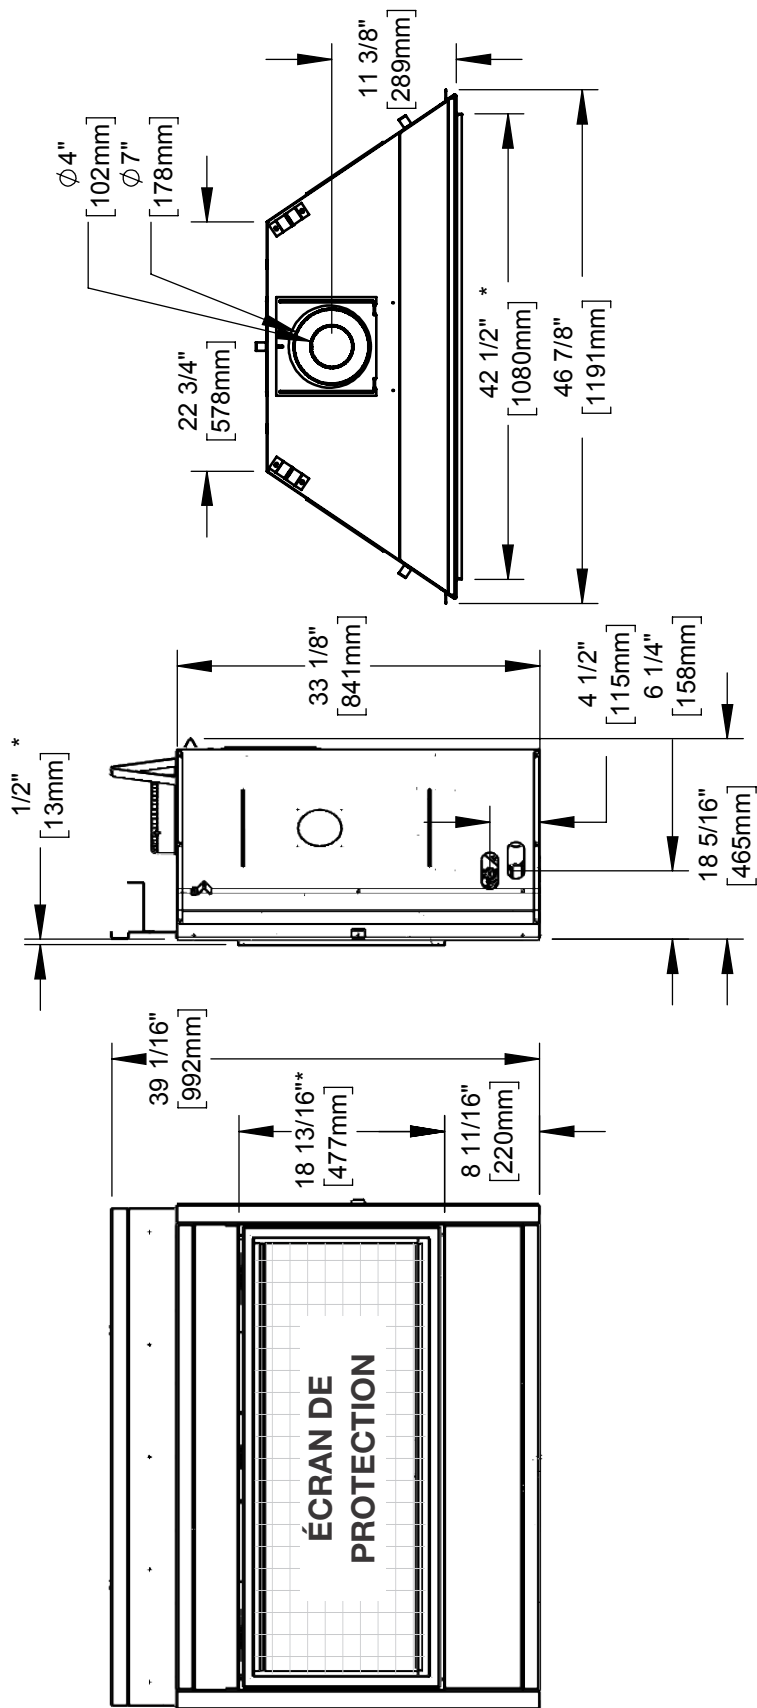 ÉCRAN DE
PROTECTION
39 1/16"
[992mm]
18 13/16"*
[477mm]
8 11/16"
[220mm]
1/2" *
[13mm]
33 1/8"
[841mm]
4 1/2"
[115mm]
6 1/4"
[158mm]
18 5/16"
[465mm]
∅4"
[102mm]
∅7"
[178mm]
22 3/4"
[578mm]
11 3/8"
[289mm]
42 1/2" *
[1080mm]
46 7/8"
[1191mm]